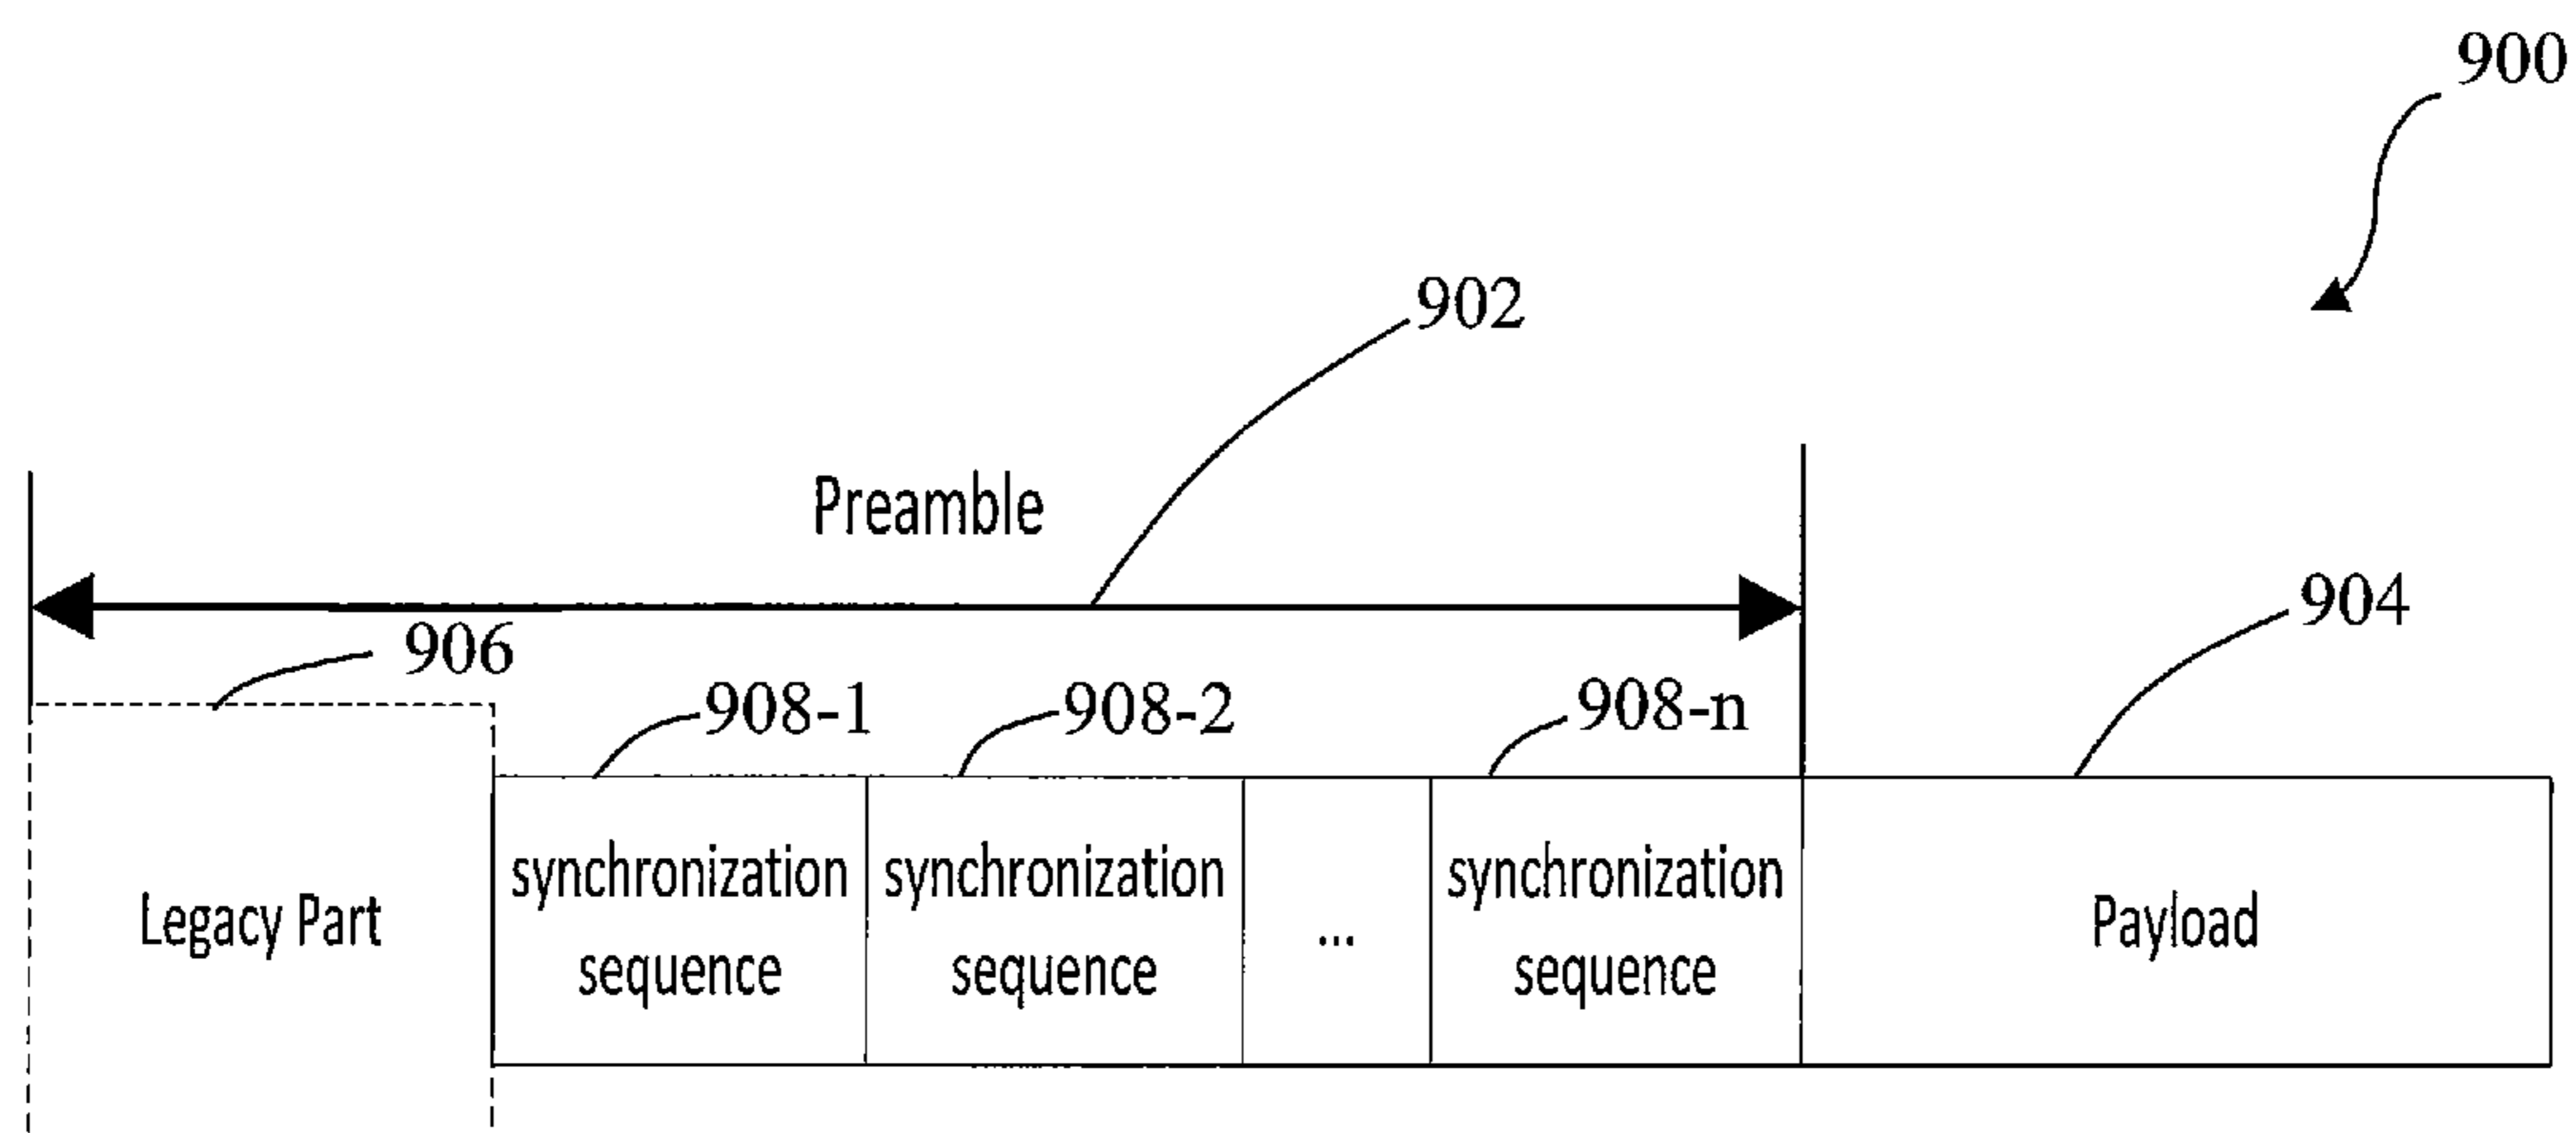 900
902
Preamble
904
906
908-1
908-2
908-n
Legacy Part
synchronization
sequence
synchronization
sequence
...
synchronization
sequence
Payload